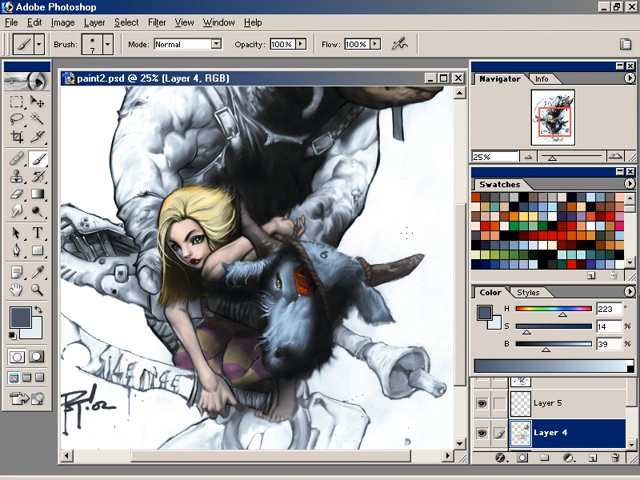 Adobe Photoshop
File Edit Image Layer Select Filter View Window Help
Brush: 7 Mode: Normal Opacity: 100% Flow: 100%
paint2.psd @ 25% (Layer 4, RGB)
Navigator Info
25%
Swatches
Color Styles
H 223 °
S 14 %
B 39 %
SILENCE
'02
Layer 5
Layer 4